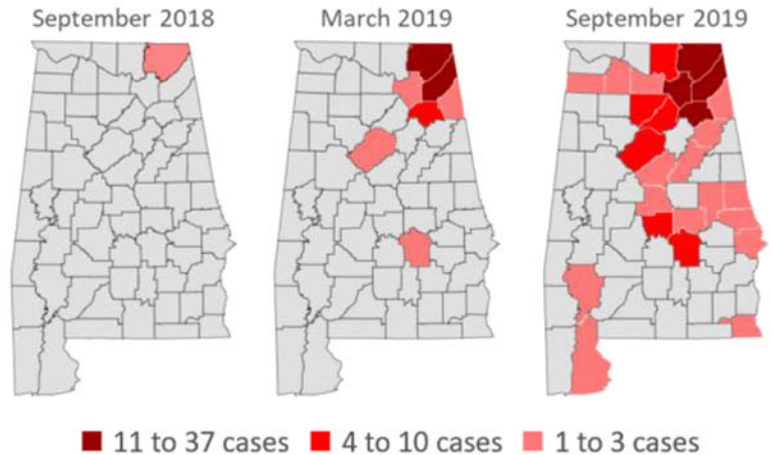 September 2018
March 2019
September 2019
11 to 37 cases
4 to 10 cases
1 to 3 cases